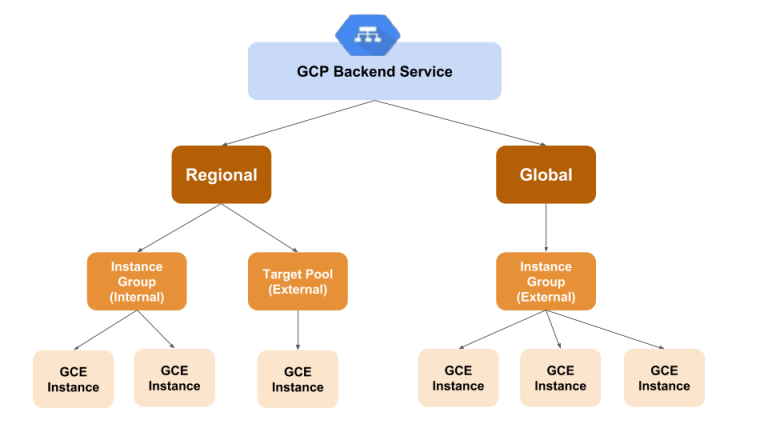 GCP Backend Service
Regional
Global
Instance
Group
(Internal)
Target Pool
(External)
Instance
Group
(External)
GCE
Instance
GCE
Instance
GCE
Instance
GCE
Instance
GCE
Instance
GCE
Instance